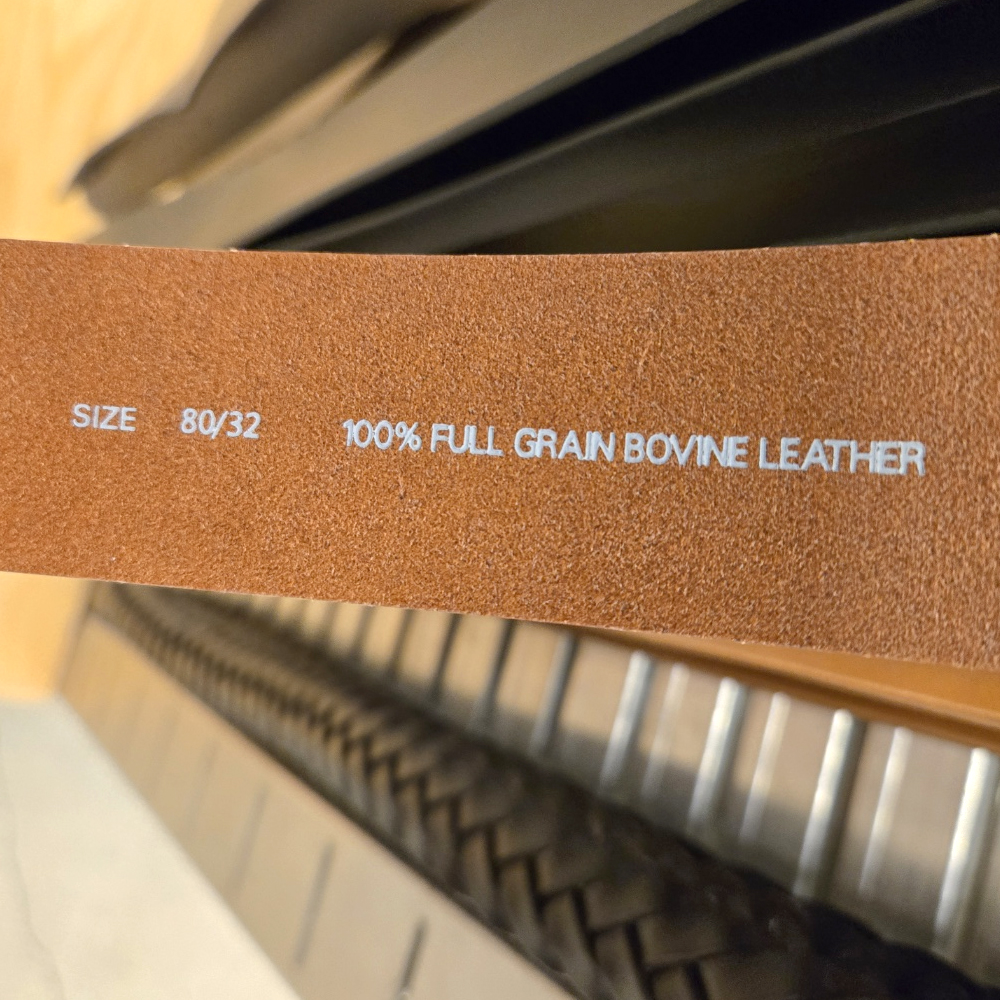 SIZE 80/32 100% FULL GRAIN BOVINE LEATHER